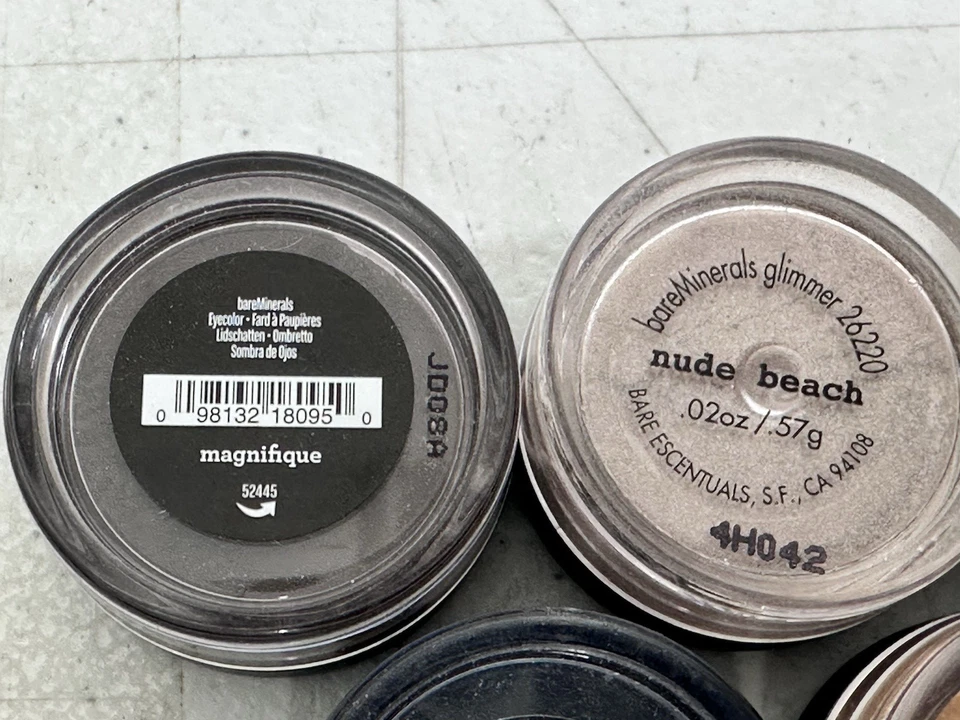 bareMinerals
Eyecolor • Fard à Paupières
Lidschatten • Ombretto
Sombra de Ojos
0 98132 18095 0
magnifique
52445
J008A
bareMinerals glimmer 26220
nude beach
.02oz /.57g
BARE ESCENTUALS, S.F., CA 94108
4H042